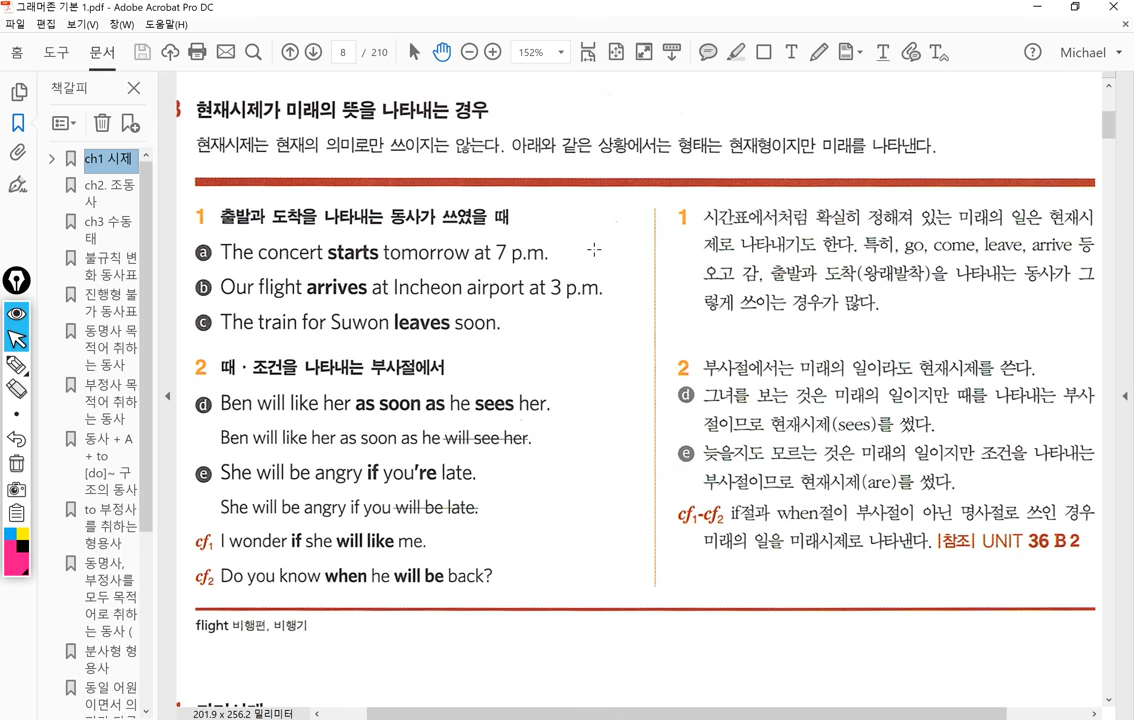 그래머존 기본 1.pdf - Adobe Acrobat Pro DC
파일 편집 보기(V) 창(W) 도움말(H)
홈 도구 문서 8 / 210 152% Michael
책갈피
ch1 시제
ch2. 조동
사
ch3 수동
태
불규칙 변
화 동사표
진행형 불
가 동사표
동명사 목
적어 취하
는 동사
부정사 목
적어 취하
는 동사
동사 + A
+ to
[do]~ 구
조의 동사
to 부정사
를 취하는
형용사
동명사,
부정사를
모두 목적
어로 취하
는 동사 (
분사형 형
용사
동일 어원
이면서 의
현재시제가 미래의 뜻을 나타내는 경우
현재시제는 현재의 의미로만 쓰이지는 않는다. 아래와 같은 상황에서는 형태는 현재형이지만 미래를 나타낸다.
1 출발과 도착을 나타내는 동사가 쓰였을 때
a The concert starts tomorrow at 7 p.m.
b Our flight arrives at Incheon airport at 3 p.m.
c The train for Suwon leaves soon.
2 때 · 조건을 나타내는 부사절에서
d Ben will like her as soon as he sees her.
Ben will like her as soon as he will see her.
e She will be angry if you're late.
She will be angry if you will be late.
cf1 I wonder if she will like me.
cf2 Do you know when he will be back?
1 시간표에서처럼 확실히 정해져 있는 미래의 일은 현재시
제로 나타내기도 한다. 특히, go, come, leave, arrive 등
오고 감, 출발과 도착(왕래발착)을 나타내는 동사가 그
렇게 쓰이는 경우가 많다.
2 부사절에서는 미래의 일이라도 현재시제를 쓴다.
d 그녀를 보는 것은 미래의 일이지만 때를 나타내는 부사
절이므로 현재시제(sees)를 썼다.
e 늦을지도 모르는 것은 미래의 일이지만 조건을 나타내는
부사절이므로 현재시제(are)를 썼다.
cf1-cf2 if절과 when절이 부사절이 아닌 명사절로 쓰인 경우
미래의 일을 미래시제로 나타낸다. |참조| UNIT 36 B 2
flight 비행편, 비행기
201.9 x 256.2 밀리미터